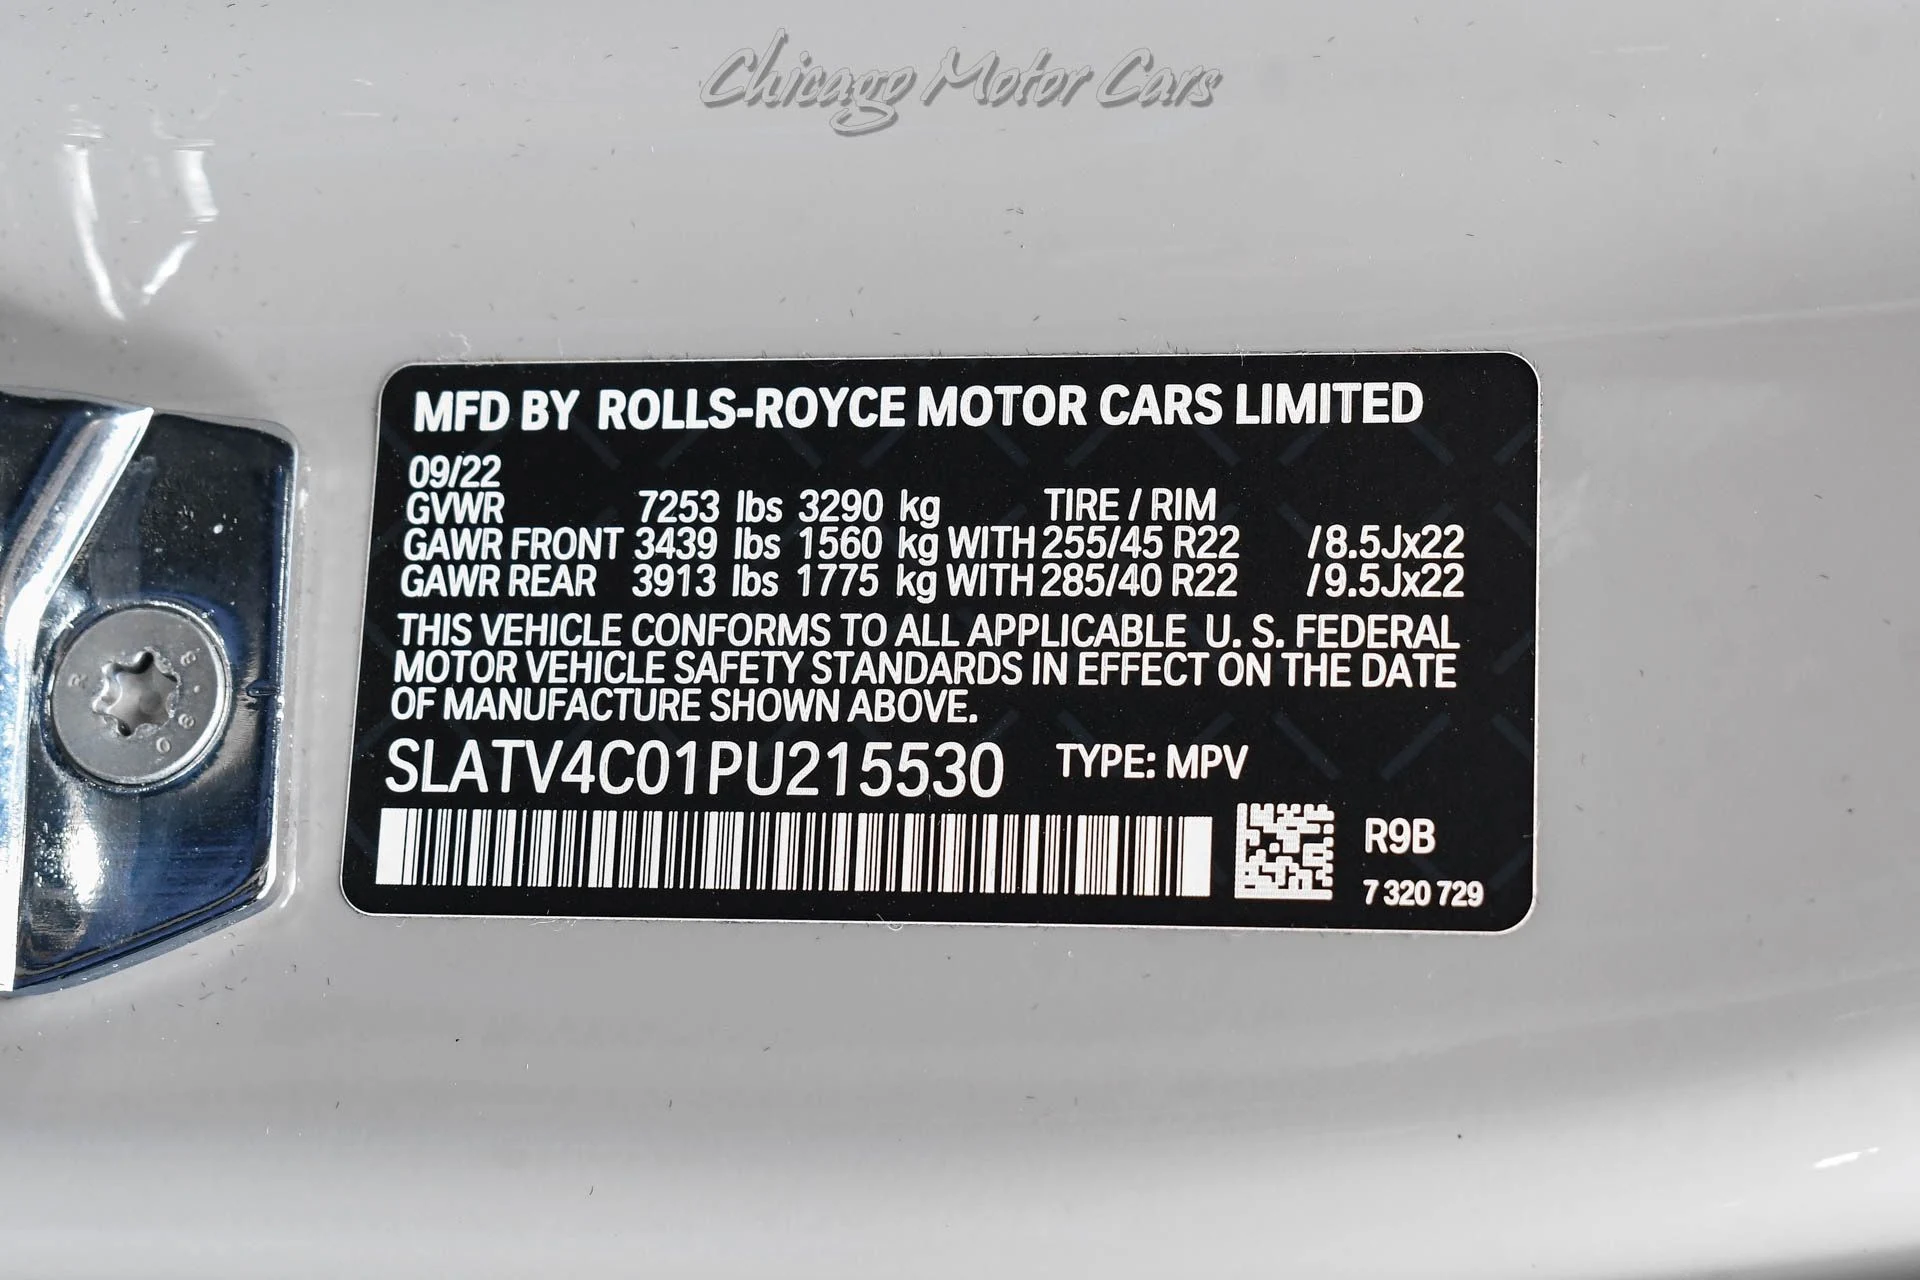 Chicago Motor Cars
MFD BY ROLLS-ROYCE MOTOR CARS LIMITED
09/22
GVWR 7253 lbs 3290 kg TIRE / RIM
GAWR FRONT 3439 lbs 1560 kg WITH 255/45 R22 /8.5Jx22
GAWR REAR 3913 lbs 1775 kg WITH 285/40 R22 /9.5Jx22
THIS VEHICLE CONFORMS TO ALL APPLICABLE U. S. FEDERAL
MOTOR VEHICLE SAFETY STANDARDS IN EFFECT ON THE DATE
OF MANUFACTURE SHOWN ABOVE.
SLATV4C01PU215530 TYPE: MPV
R9B
7 320 729